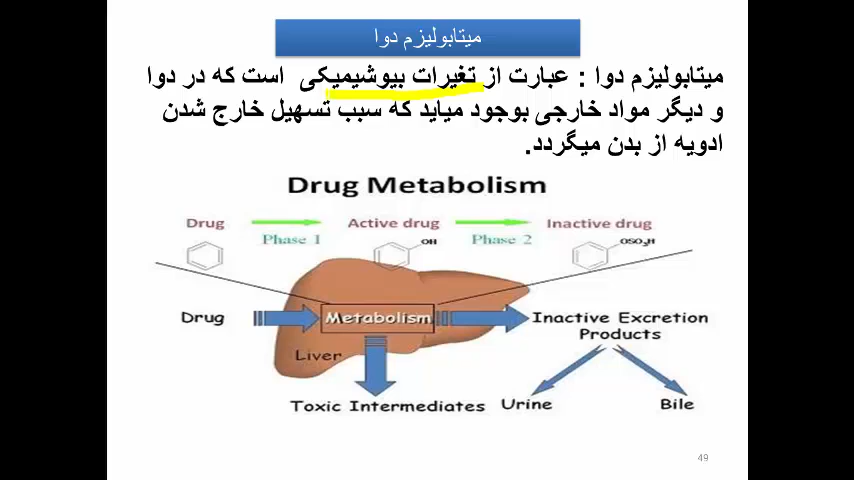 میتابولیزم دوا
میتابولیزم دوا : عبارت از تغیرات بیوشیمیکی است که در دوا
و دیگر مواد خارجی بوجود میاید که سبب تسهیل خارج شدن
ادویه از بدن میگردد.
Drug Metabolism
Drug Active drug Inactive drug
Phase 1 Phase 2
OH OSO3H
Drug Metabolism Inactive Excretion
Products
Liver
Toxic Intermediates Urine Bile
49